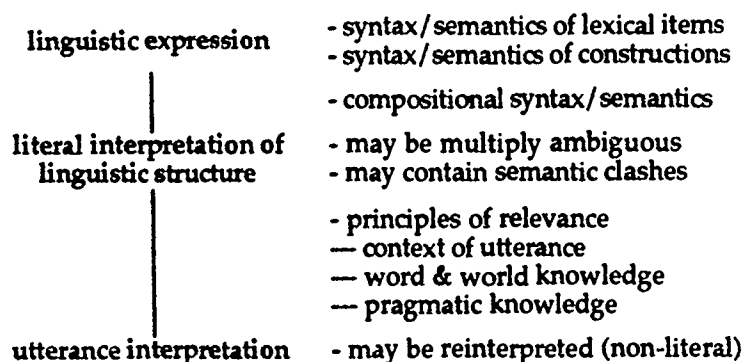 linguistic expression
- syntax/semantics of lexical items
- syntax/semantics of constructions
- compositional syntax/semantics
literal interpretation of
linguistic structure
- may be multiply ambiguous
- may contain semantic clashes
- principles of relevance
— context of utterance
— word & world knowledge
— pragmatic knowledge
utterance interpretation
- may be reinterpreted (non-literal)